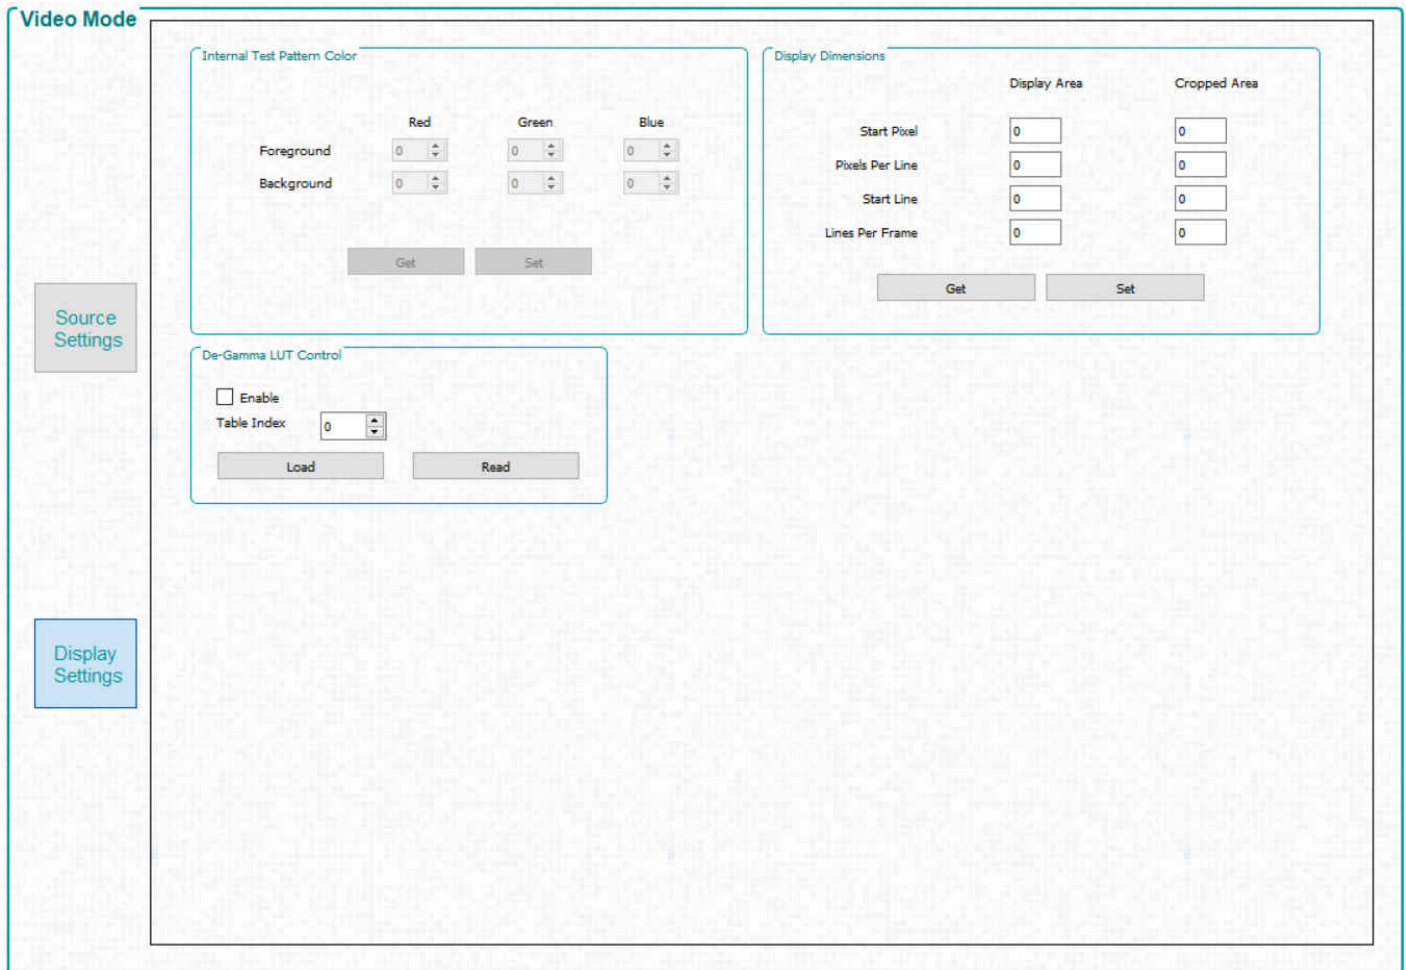 Video Mode
Internal Test Pattern Color
Red Green Blue
Foreground 0 0 0
Background 0 0 0
Get Set
Display Dimensions
Display Area Cropped Area
Start Pixel 0 0
Pixels Per Line 0 0
Start Line 0 0
Lines Per Frame 0 0
Get Set
Source
Settings
De-Gamma LUT Control
Enable
Table Index 0
Load Read
Display
Settings